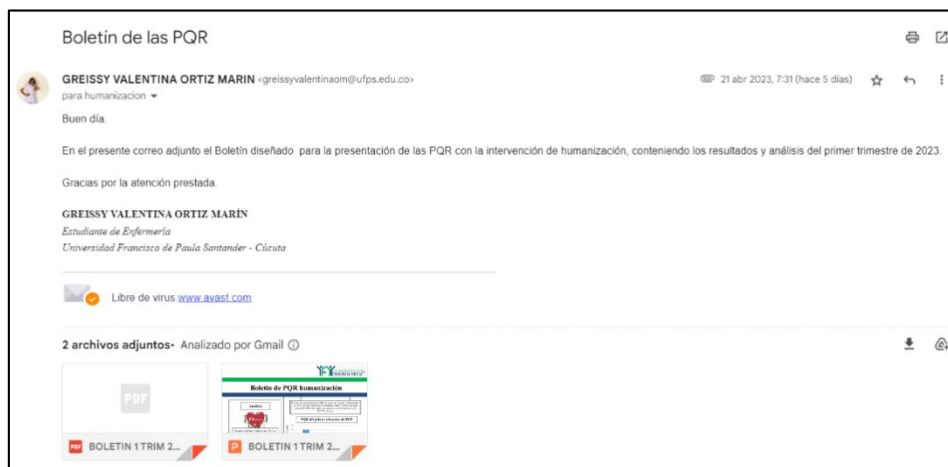 Boletín de las PQR
GREISSY VALENTINA ORTIZ MARIN <greissyvalentinaom@ufps.edu.co>
21 abr 2023, 7:31 (hace 5 días)
para humanizacion
Buen día.
En el presente correo adjunto el Boletín diseñado para la presentación de las PQR con la intervención de humanización, conteniendo los resultados y análisis del primer trimestre de 2023.
Gracias por la atención prestada.
GREISSY VALENTINA ORTIZ MARÍN
Estudiante de Enfermería
Universidad Francisco de Paula Santander - Cúcuta
Libre de virus.www.avast.com
2 archivos adjuntos• Analizado por Gmail
PDF
Boletín de PQR humanización
PDF BOLETIN 1 TRIM 2...
P BOLETIN 1 TRIM 2...